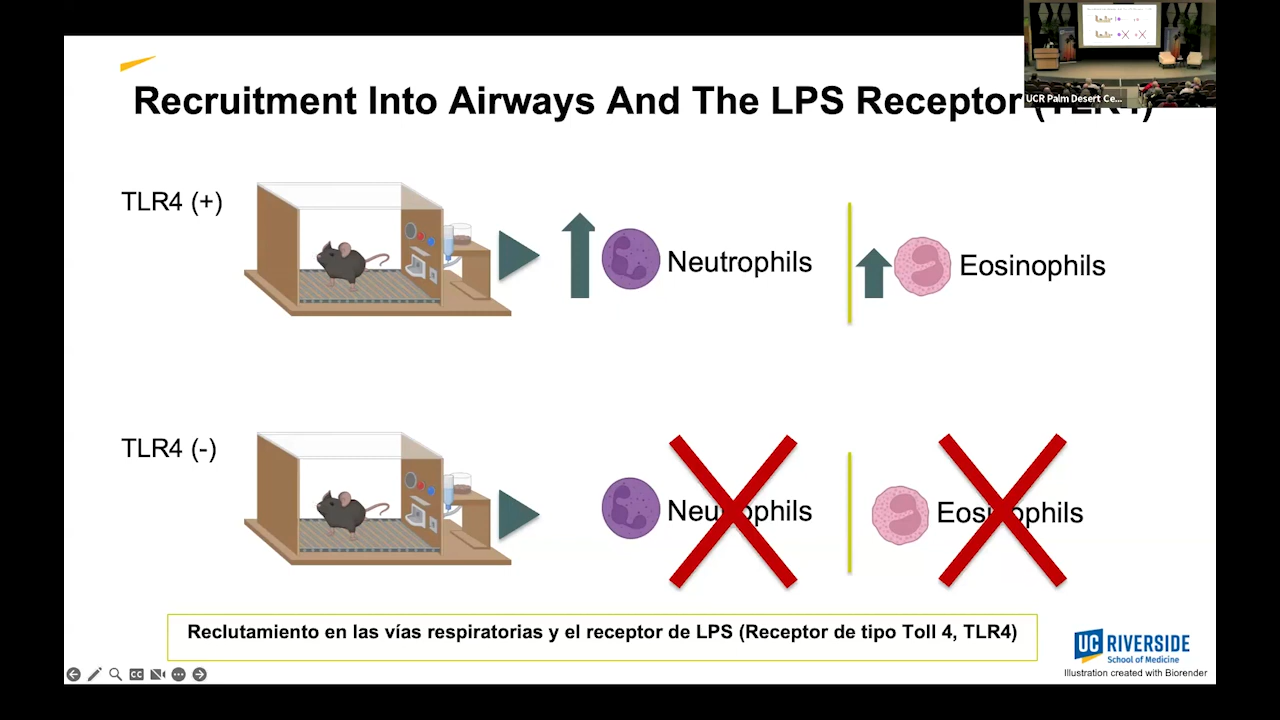 Recruitment Into Airways And The LPS Receptor (TLR4)
UCR Palm Desert Ce...
TLR4 (+)
Neutrophils
Eosinophils
TLR4 (-)
Neutrophils
Eosinophils
Reclutamiento en las vías respiratorias y el receptor de LPS (Receptor de tipo Toll 4, TLR4)
UC RIVERSIDE
School of Medicine
Illustration created with Biorender
CC